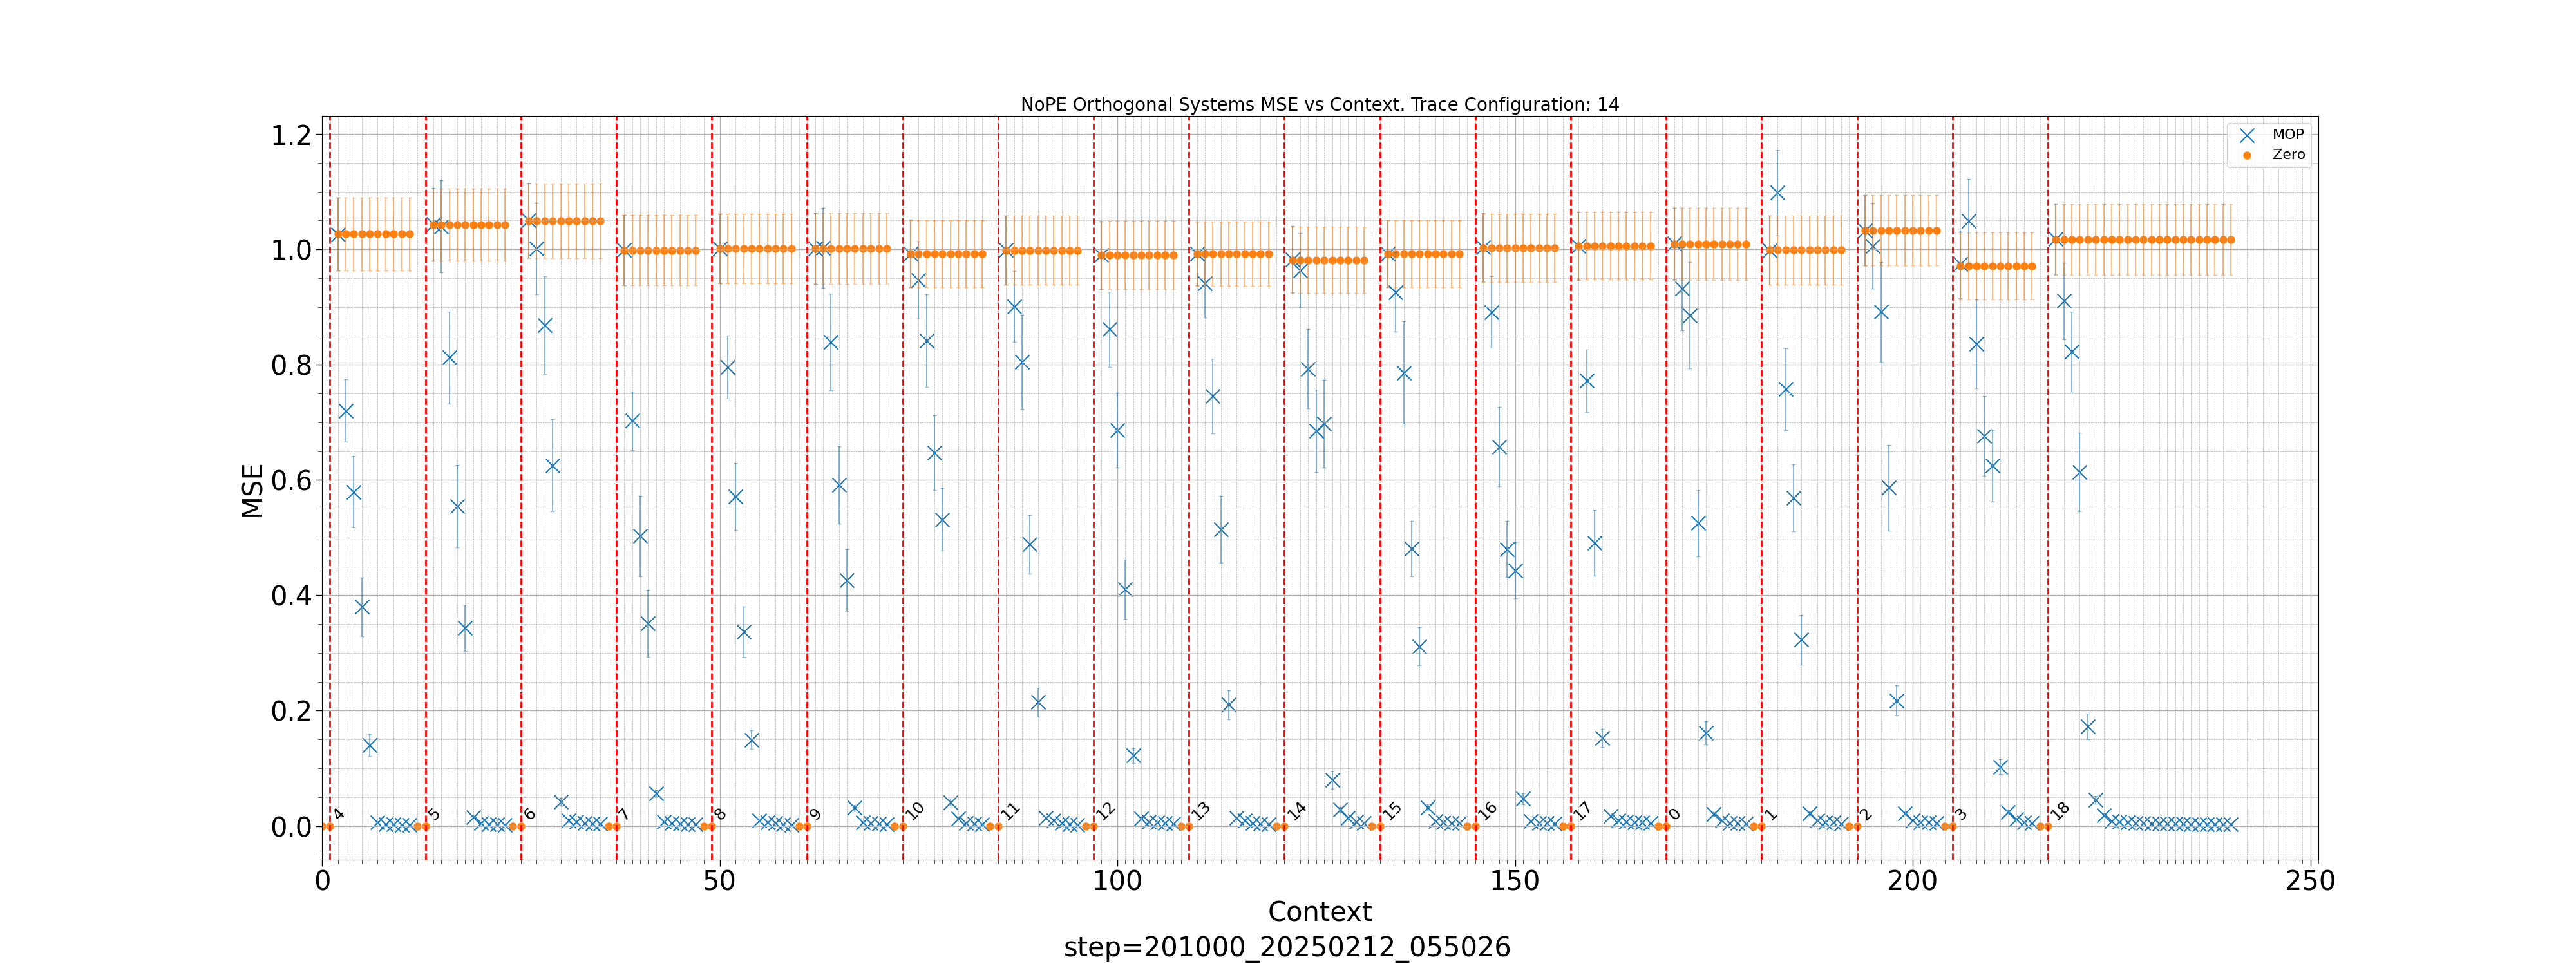 NoPE Orthogonal Systems MSE vs Context. Trace Configuration: 14
MOP
Zero
MSE
1.2
1.0
0.8
0.6
0.4
0.2
0.0
4 5 6 7 8 9 10 11 12 13 14 15 16 17 0 1 2 3 18
0 50 100 150 200 250
Context
step=201000_20250212_055026